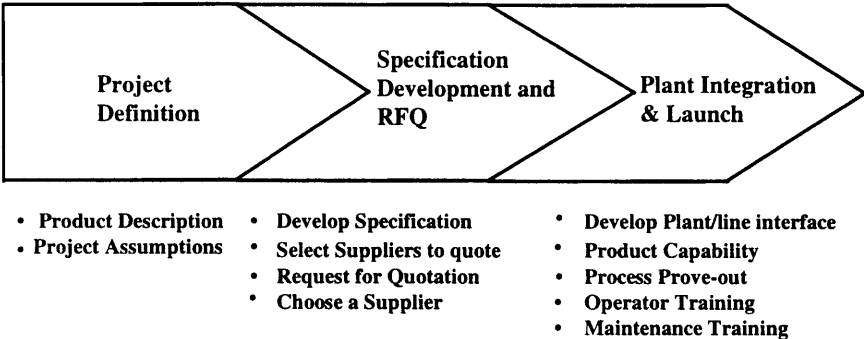 Project
Definition
Specification
Development and
RFQ
Plant Integration
& Launch
• Product Description
• Project Assumptions
• Develop Specification
• Select Suppliers to quote
• Request for Quotation
• Choose a Supplier
• Develop Plant/line interface
• Product Capability
• Process Prove-out
• Operator Training
• Maintenance Training